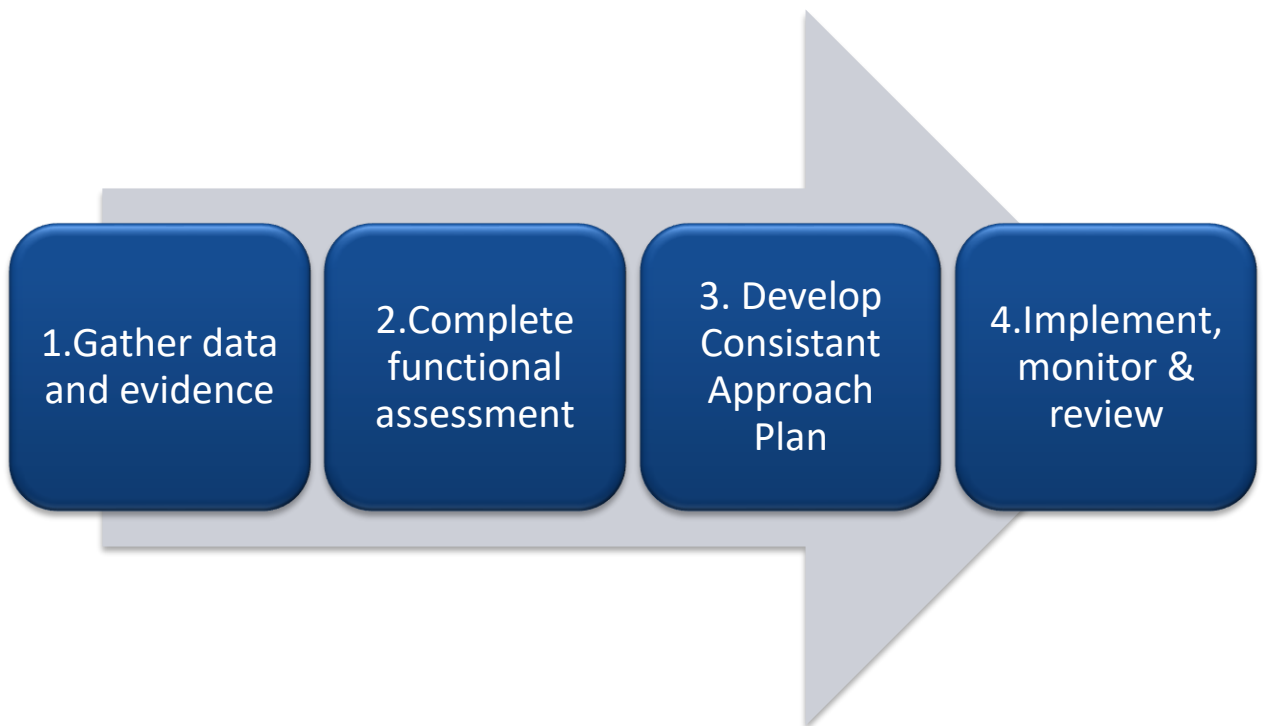 1.Gather data
and evidence
2.Complete
functional
assessment
3. Develop
Consistant
Approach
Plan
4.Implement,
monitor &
review